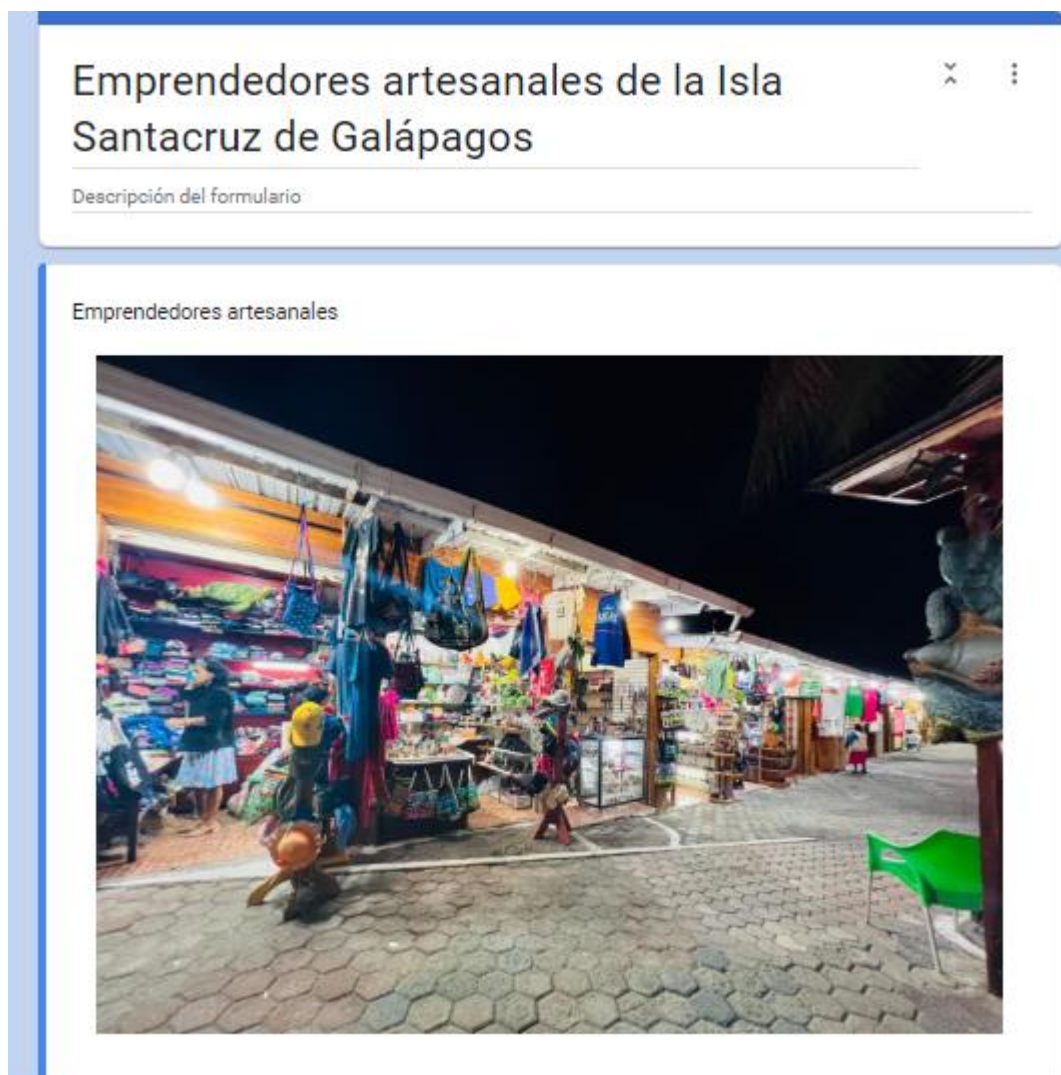 Emprendedores artesanales de la Isla
Santacruz de Galápagos
Descripción del formulario
Emprendedores artesanales